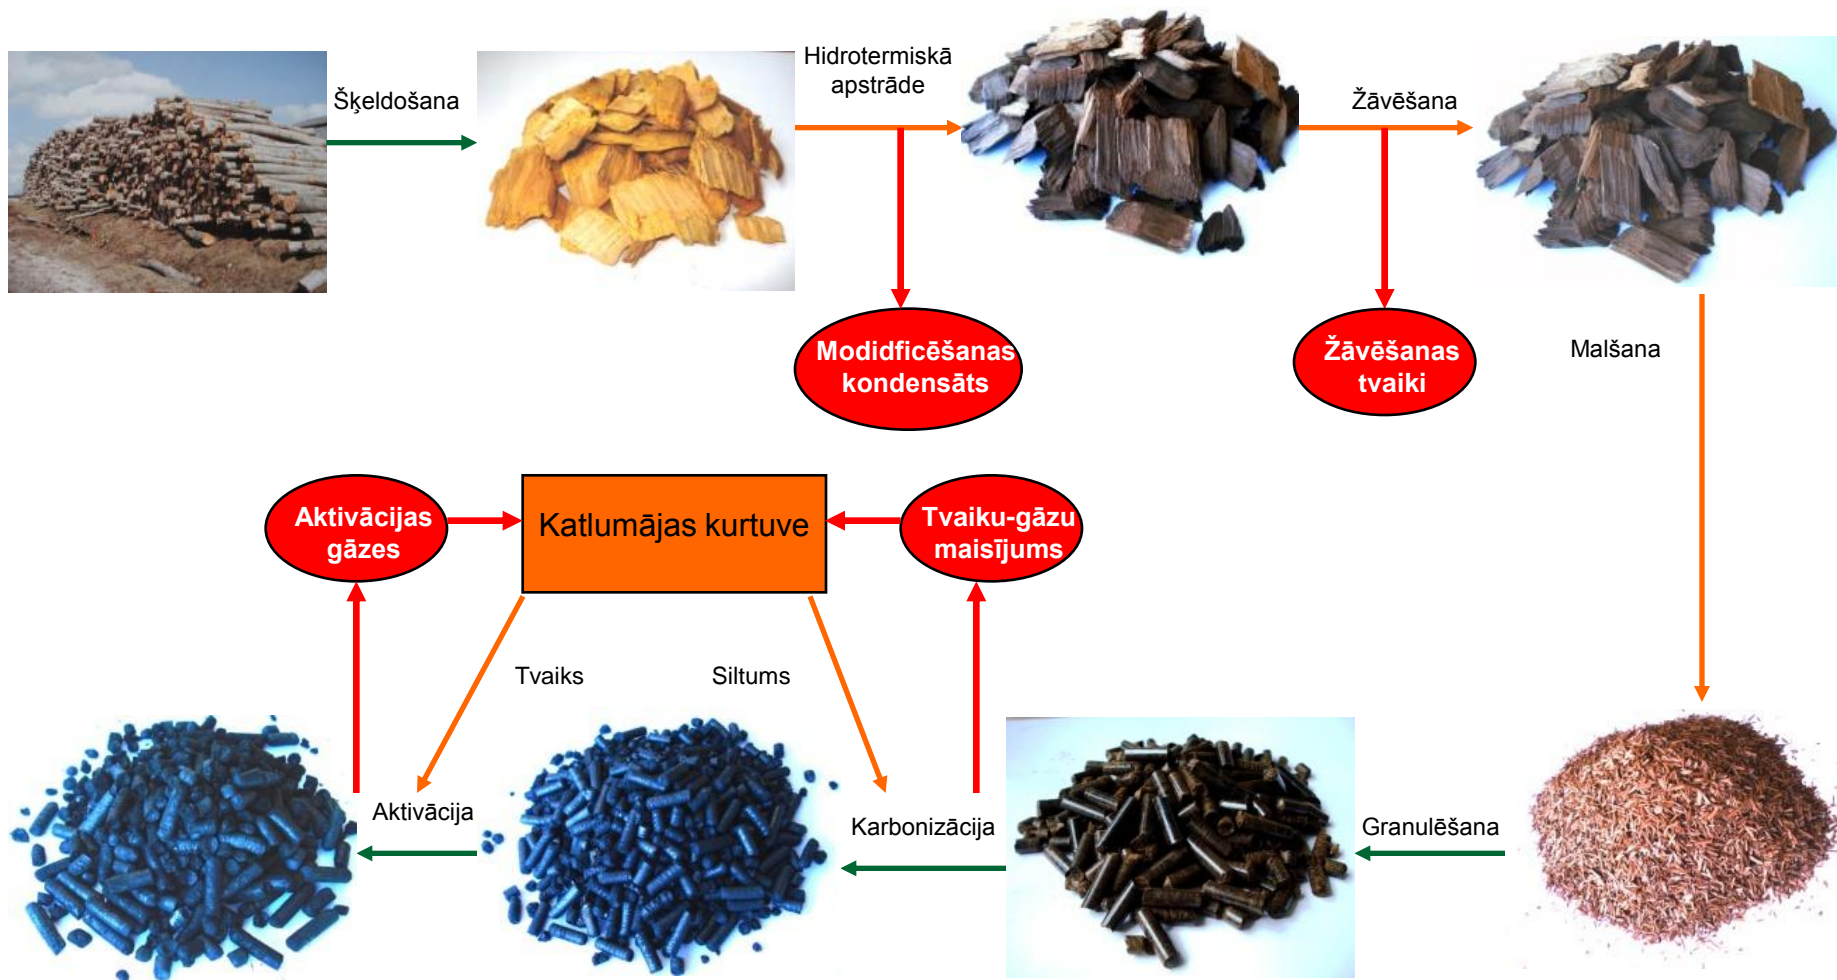 Šķeldošana
Hidrotermiskā
apstrāde
Žāvēšana
Modidficēšanas
kondensāts
Žāvēšanas
tvaiki
Malšana
Aktivācijas
gāzes
Katlumājas kurtuve
Tvaiku-gāzu
maisījums
Tvaiks
Siltums
Aktivācija
Karbonizācija
Granulēšana